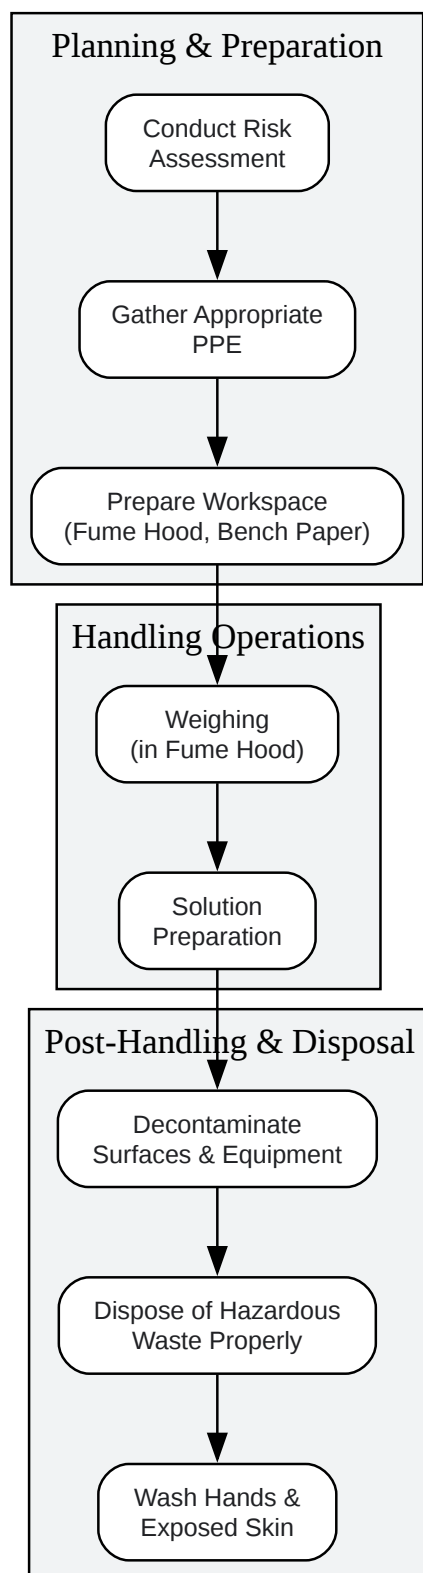 Planning & Preparation
Conduct Risk
Assessment
Gather Appropriate
PPE
Prepare Workspace
(Fume Hood, Bench Paper)
Handling Operations
Weighing
(in Fume Hood)
Solution
Preparation
Post-Handling & Disposal
Decontaminate
Surfaces & Equipment
Dispose of Hazardous
Waste Properly
Wash Hands &
Exposed Skin